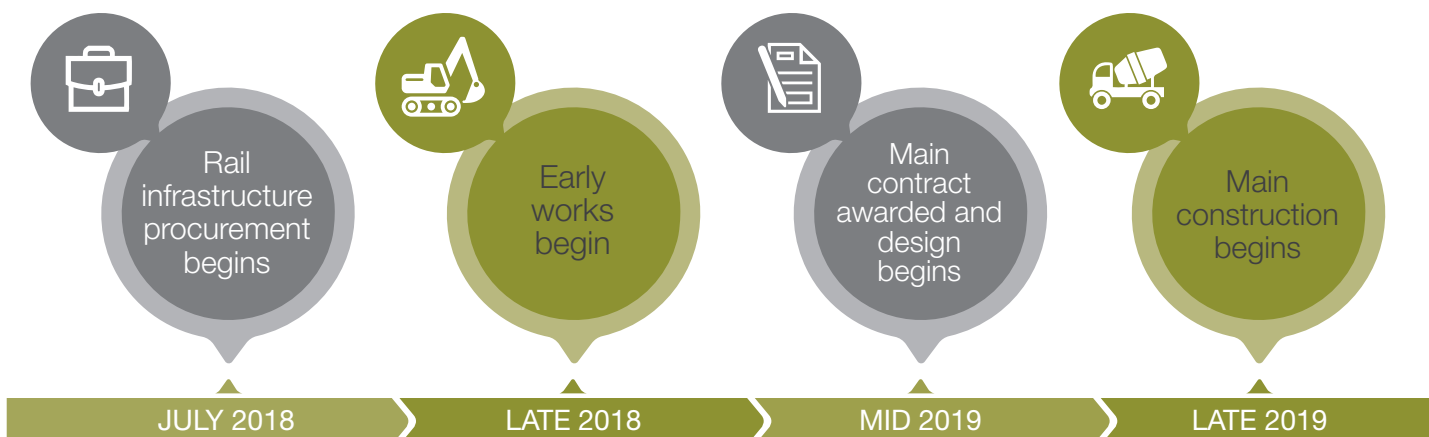 Rail
infrastructure
procurement
begins
Early
works
begin
Main
contract
awarded and
design
begins
Main
construction
begins
JULY 2018
LATE 2018
MID 2019
LATE 2019